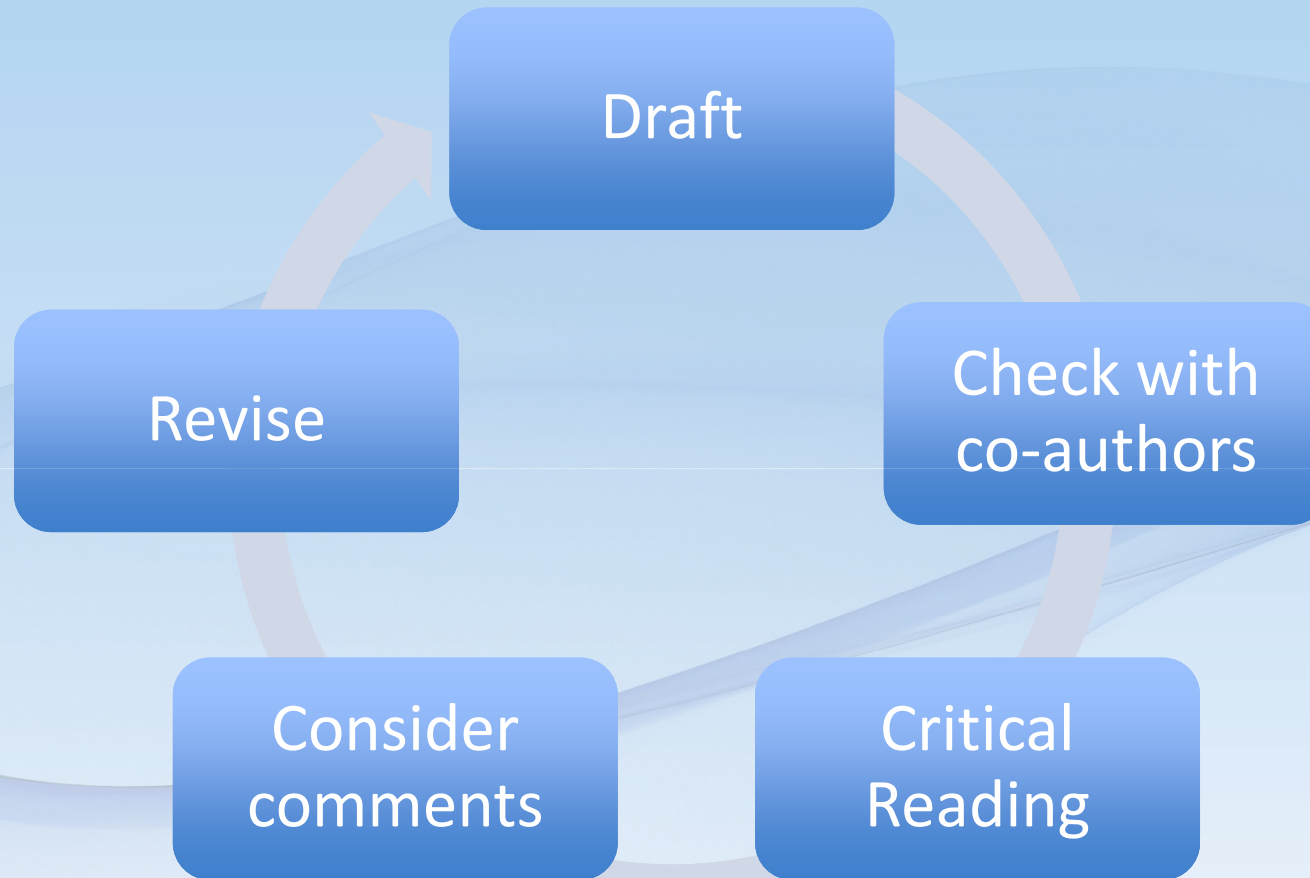 Draft
Check with
co-authors
Critical
Reading
Consider
comments
Revise